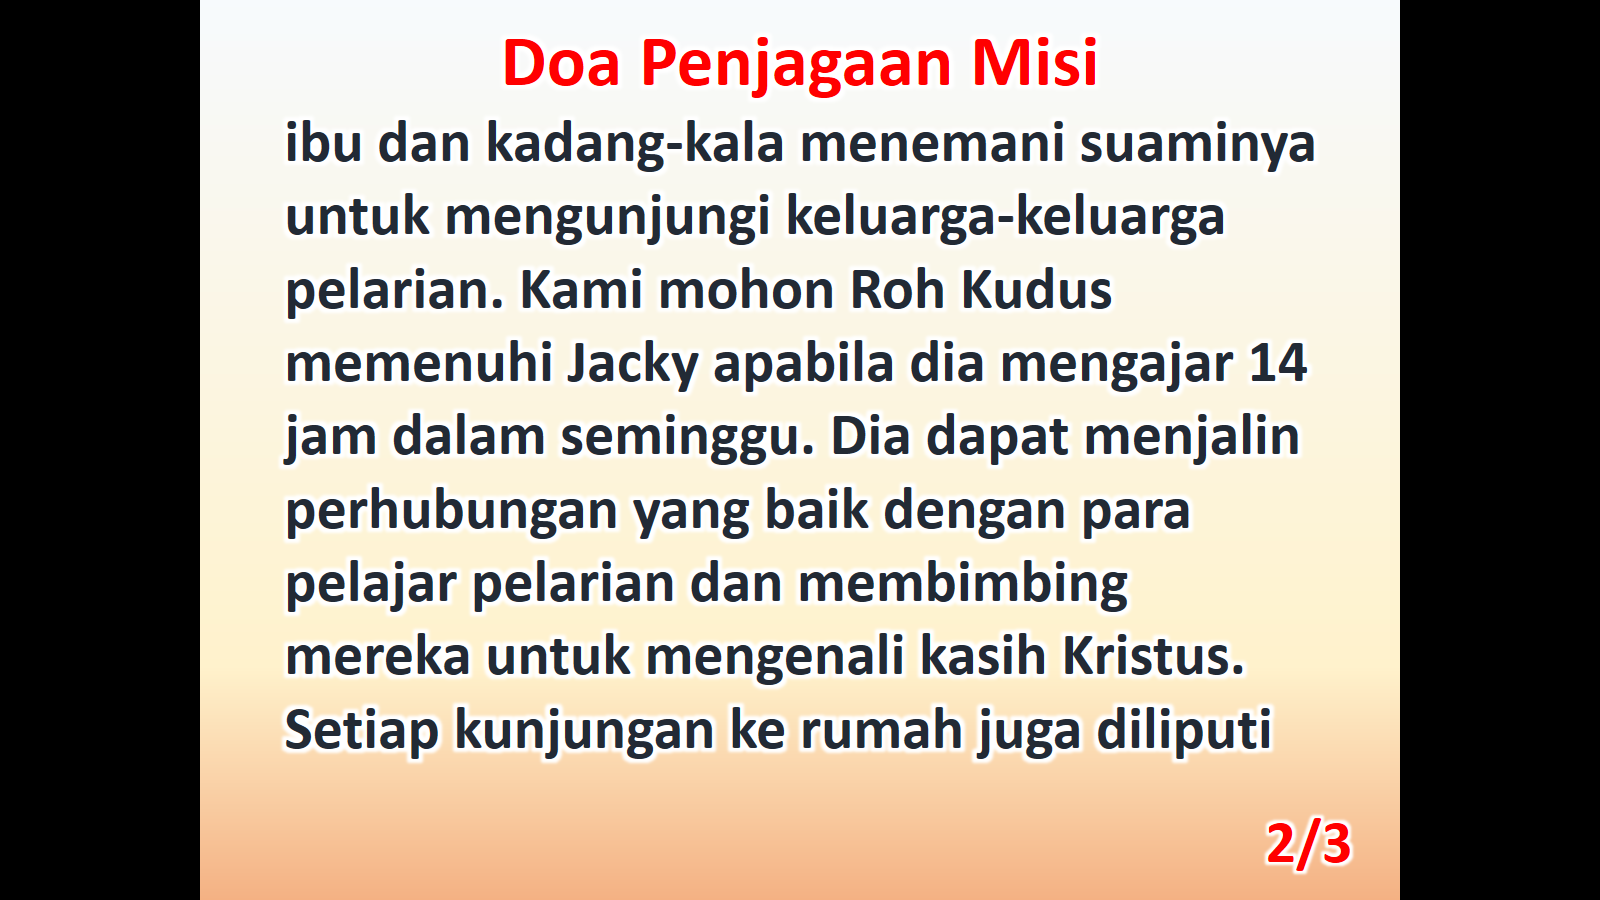 Doa Penjagaan Misi
ibu dan kadang-kala menemani suaminya
untuk mengunjungi keluarga-keluarga
pelarian. Kami mohon Roh Kudus
memenuhi Jacky apabila dia mengajar 14
jam dalam seminggu. Dia dapat menjalin
perhubungan yang baik dengan para
pelajar pelarian dan membimbing
mereka untuk mengenali kasih Kristus.
Setiap kunjungan ke rumah juga diliputi
2/3